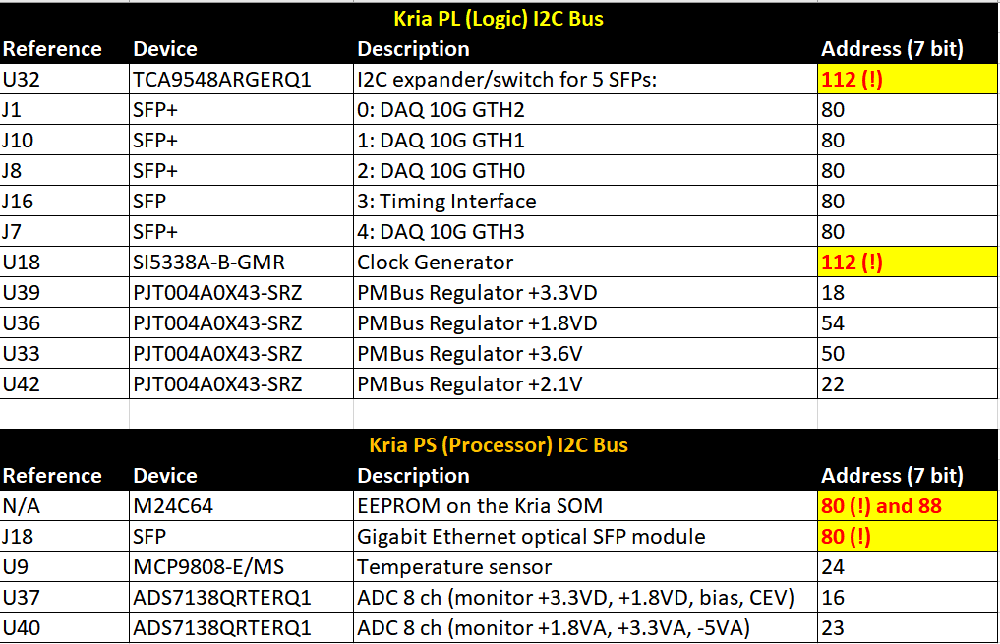 Kria PL (Logic) I2C Bus
Reference Device Description Address (7 bit)
U32 TCA9548ARGERQ1 I2C expander/switch for 5 SFPs: 112 (!)
J1 SFP+ 0: DAQ 10G GTH2 80
J10 SFP+ 1: DAQ 10G GTH1 80
J8 SFP+ 2: DAQ 10G GTH0 80
J16 SFP 3: Timing Interface 80
J7 SFP+ 4: DAQ 10G GTH3 80
U18 SI5338A-B-GMR Clock Generator 112 (!)
U39 PJT004A0X43-SRZ PMBus Regulator +3.3VD 18
U36 PJT004A0X43-SRZ PMBus Regulator +1.8VD 54
U33 PJT004A0X43-SRZ PMBus Regulator +3.6V 50
U42 PJT004A0X43-SRZ PMBus Regulator +2.1V 22
Kria PS (Processor) I2C Bus
Reference Device Description Address (7 bit)
N/A M24C64 EEPROM on the Kria SOM 80 (!) and 88
J18 SFP Gigabit Ethernet optical SFP module 80 (!)
U9 MCP9808-E/MS Temperature sensor 24
U37 ADS7138QRTERQ1 ADC 8 ch (monitor +3.3VD, +1.8VD, bias, CEV) 16
U40 ADS7138QRTERQ1 ADC 8 ch (monitor +1.8VA, +3.3VA, -5VA) 23